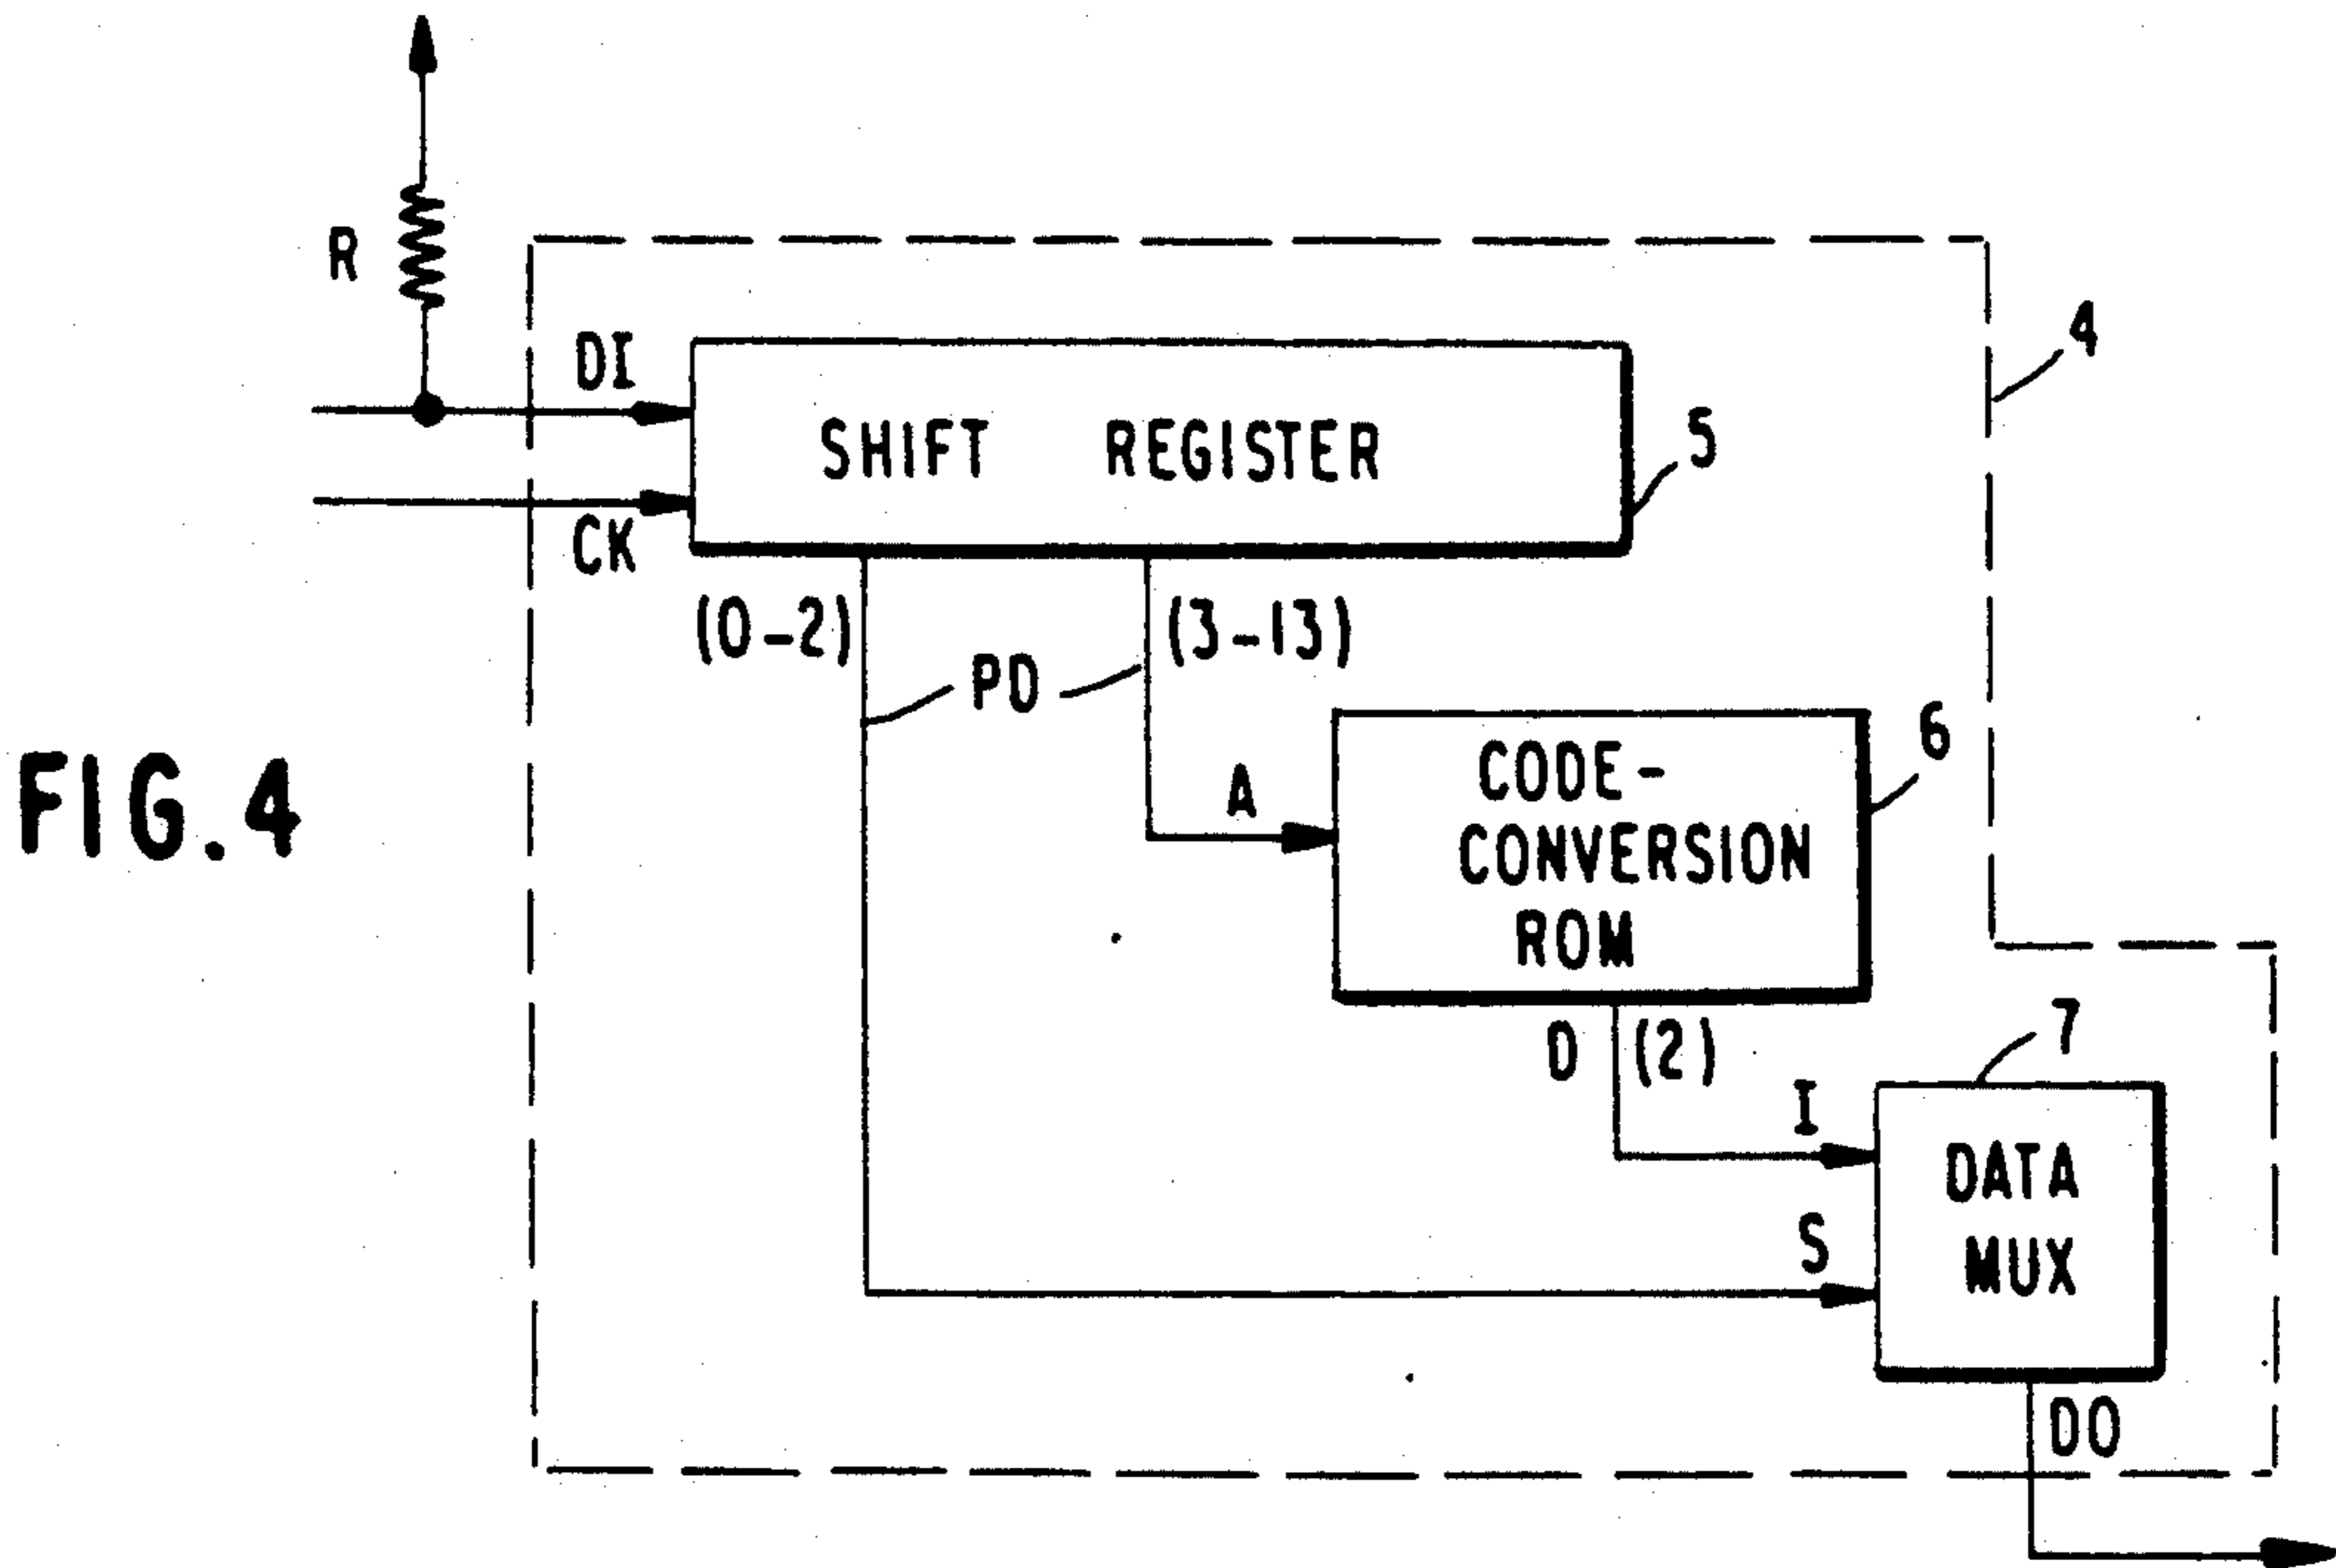 R
DI
4
SHIFT REGISTER
5
CK
(0-2)
(3-13)
PD
FIG.4
A
6
CODE-
CONVERSION
ROM
D
(2)
7
I
DATA
MUX
S
DO